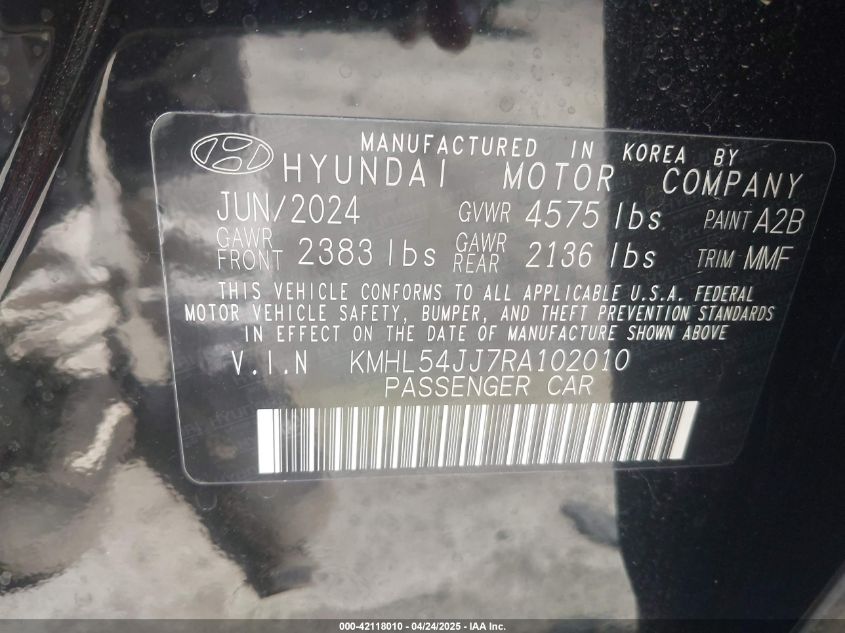 MANUFACTURED IN KOREA BY
HYUNDAI MOTOR COMPANY
JUN/2024 GVWR 4575 lbs PAINT A2B
GAWR FRONT 2383 lbs GAWR REAR 2136 lbs TRIM MMF
THIS VEHICLE CONFORMS TO ALL APPLICABLE U.S.A. FEDERAL
MOTOR VEHICLE SAFETY, BUMPER, AND THEFT PREVENTION STANDARDS
IN EFFECT ON THE DATE OF MANUFACTURE SHOWN ABOVE
V.I.N KMHL54JJ7RA102010
PASSENGER CAR
000-42118010 - 04/24/2025 - IAA Inc.